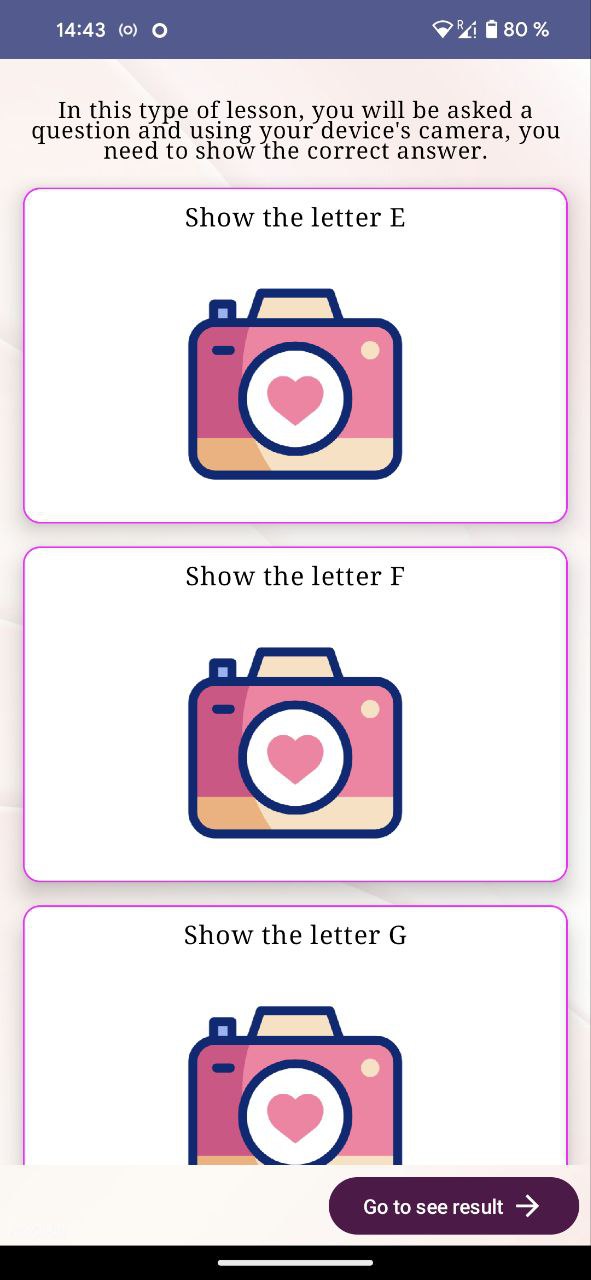 14:43
R
80 %
In this type of lesson, you will be asked a
question and using your device's camera, you
need to show the correct answer.
Show the letter E
Show the letter F
Show the letter G
Go to see result